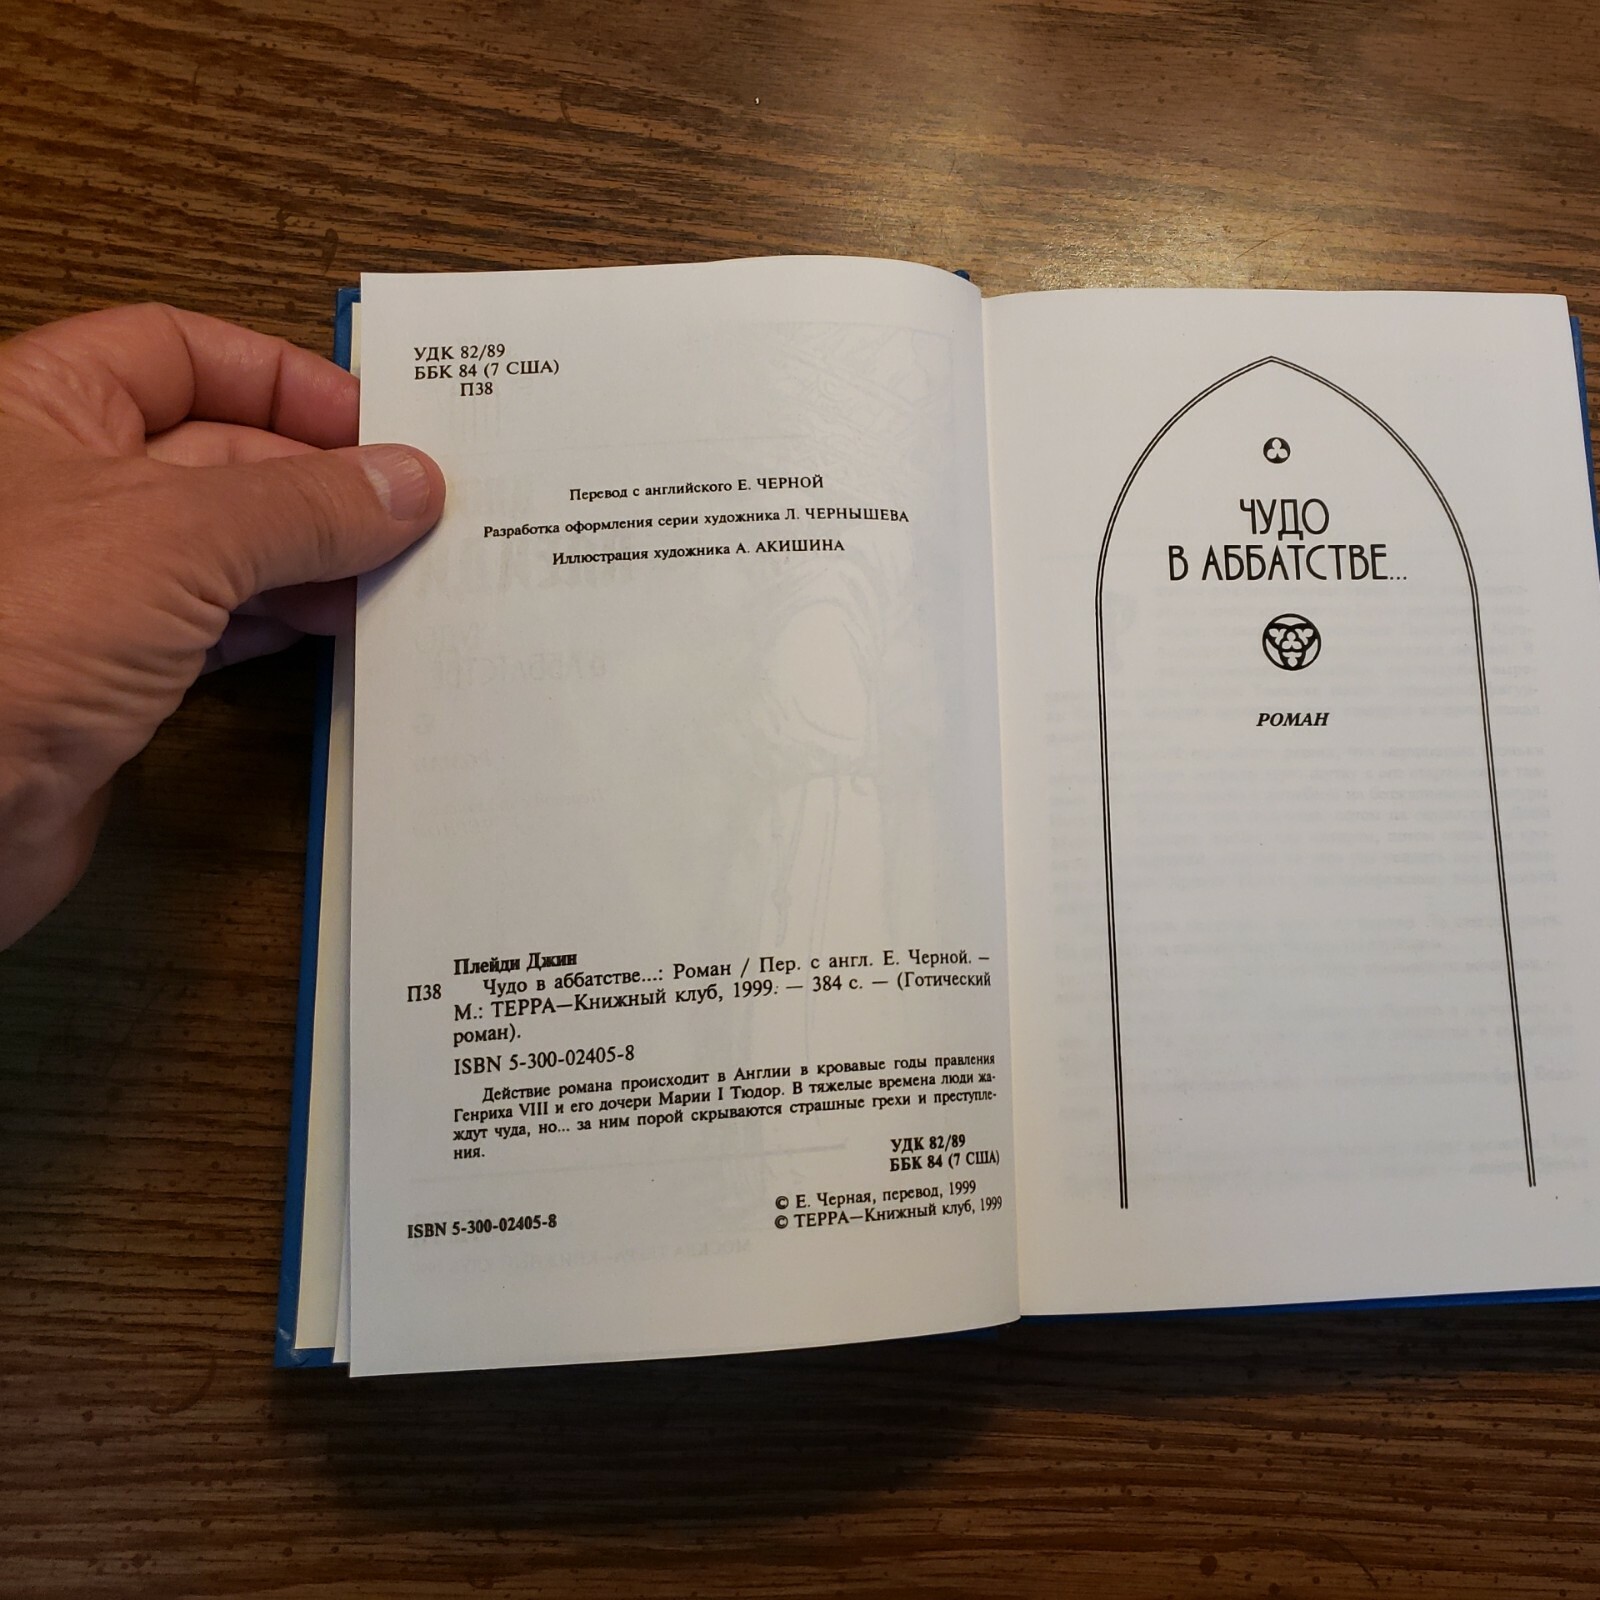 УДК 82/89
ББК 84 (7 США)
П38
Перевод с английского Е. ЧЕРНОЙ
Разработка оформления серии художника Л. ЧЕРНЫШЕВА
Иллюстрация художника А. АКИШИНА
Плейди Джин
П38 Чудо в аббатстве...: Роман / Пер. с англ. Е. Черной. –
М.: ТЕРРА—Книжный клуб, 1999. — 384 с. — (Готический
роман).
ISBN 5-300-02405-8
Действие романа происходит в Англии в кровавые годы правления
Генриха VIII и его дочери Марии I Тюдор. В тяжелые времена люди жа-
ждут чуда, но... за ним порой скрываются страшные грехи и преступле-
ния.
УДК 82/89
ББК 84 (7 США)
© Е. Черная, перевод, 1999
ISBN 5-300-02405-8 © ТЕРРА—Книжный клуб, 1999
ЧУДО
В АББАТСТВЕ...
РОМАН